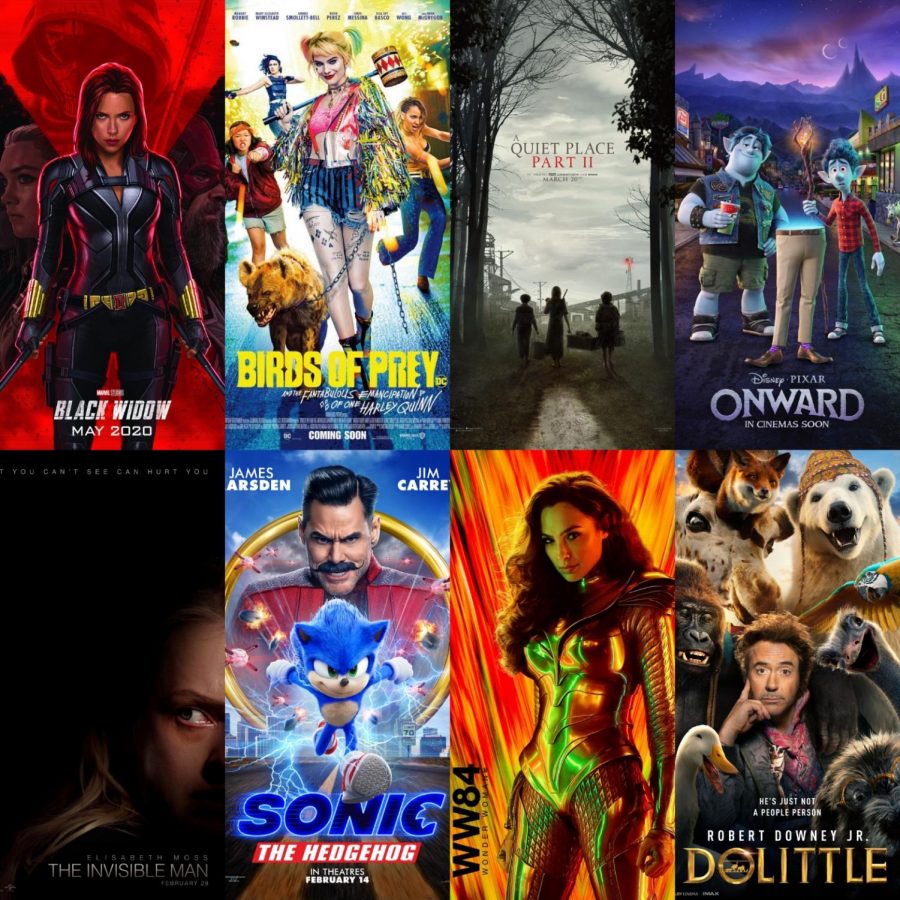 MARVEL STUDIOS
BLACK WIDOW
MAY 2020
ROBBIE
WINSTEAD
SMOLLETT-BELL
PEREZ
MESSINA
BASCO
WONG
McGREGOR
BIRDS OF PREY
DC
AND THE FANTABULOUS EMANCIPATION
OF ONE HARLEY QUINN
DC
COMING SOON
A
QUIET PLACE
PART II
MARCH 20TH
Disney · PIXAR
ONWARD
IN CINEMAS SOON
T YOU CAN'T SEE CAN HURT YOU
ELISABETH MOSS
THE INVISIBLE MAN
FEBRUARY 28
JAMES
ARSDEN
JIM
CARRE
70
SONIC
THE HEDGEHOG
IN THEATRES
FEBRUARY 14
WW84
WONDER WOMAN
HE'S JUST NOT
A PEOPLE PERSON
ROBERT DOWNEY JR.
DOLITTLE
IMAX